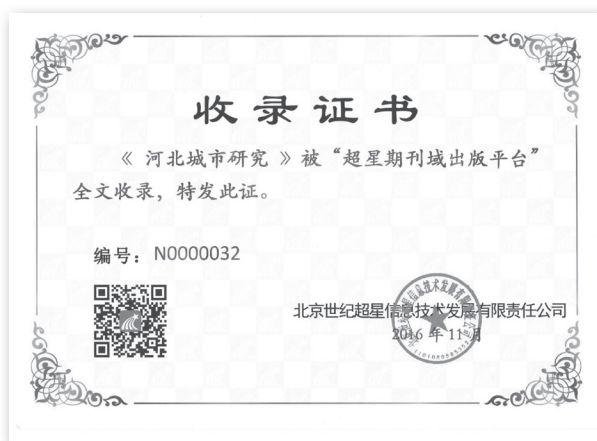 收录证书
《 河北城市研究 》被“超星期刊域出版平台”
全文收录，特发此证。
编号：N0000032
北京世纪超星信息技术发展有限责任公司
2016 年 11 月